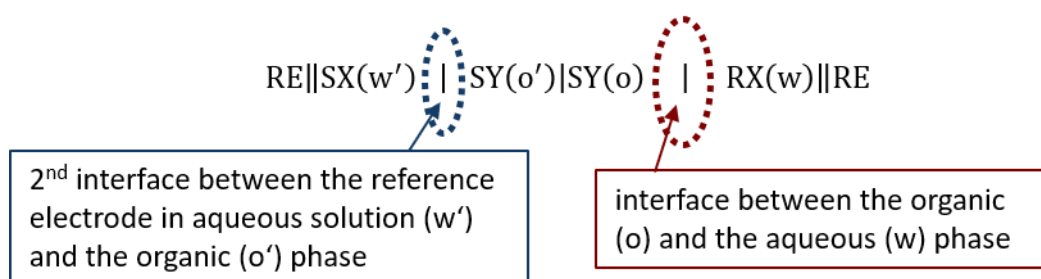 RE‖SX(w′) | SY(o′)|SY(o) | RX(w)‖RE
2nd interface between the reference
electrode in aqueous solution (w‘)
and the organic (o‘) phase
interface between the organic
(o) and the aqueous (w) phase